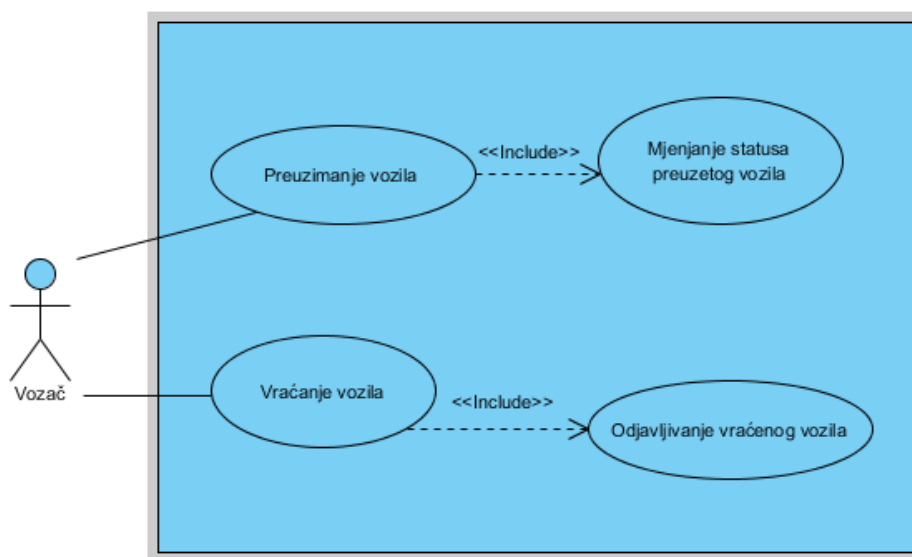 Preuzimanje vozila
<<Include>>
Mjenjanje statusa
preuzetog vozila
Vozač
Vraćanje vozila
<<Include>>
Odjavljivanje vraćenog vozila